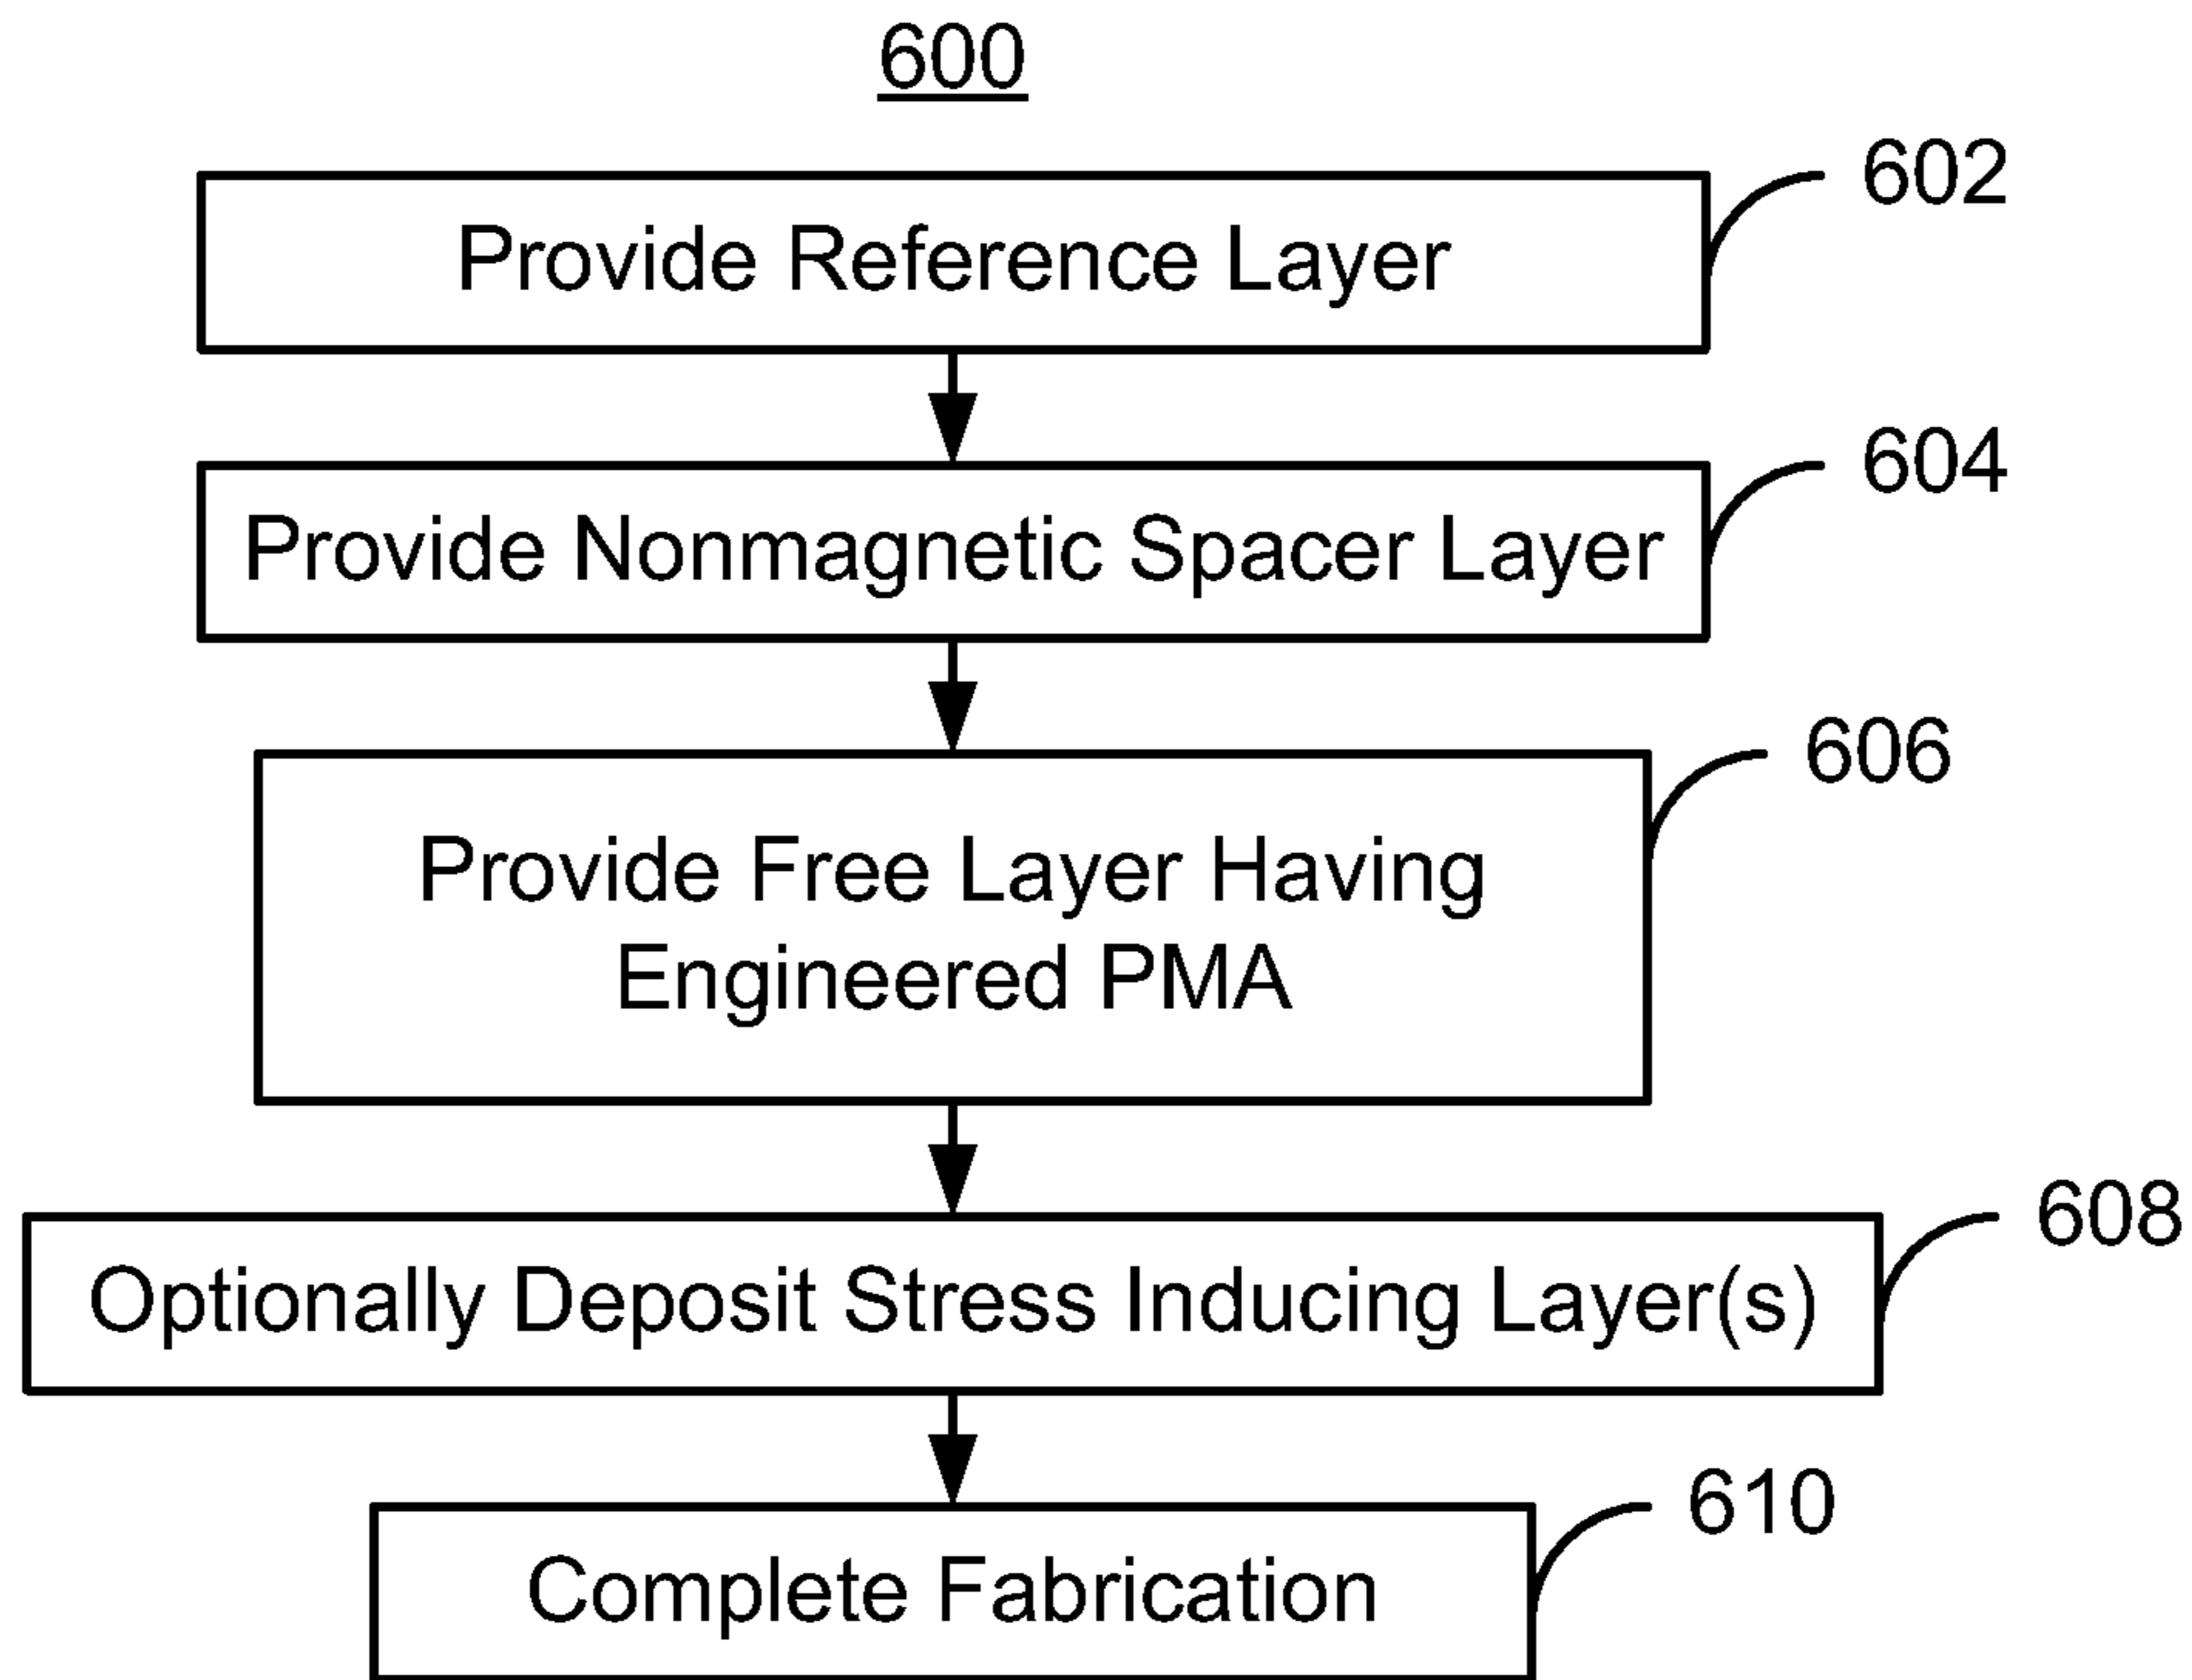 600
602
Provide Reference Layer
604
Provide Nonmagnetic Spacer Layer
606
Provide Free Layer Having
Engineered PMA
608
Optionally Deposit Stress Inducing Layer(s)
610
Complete Fabrication